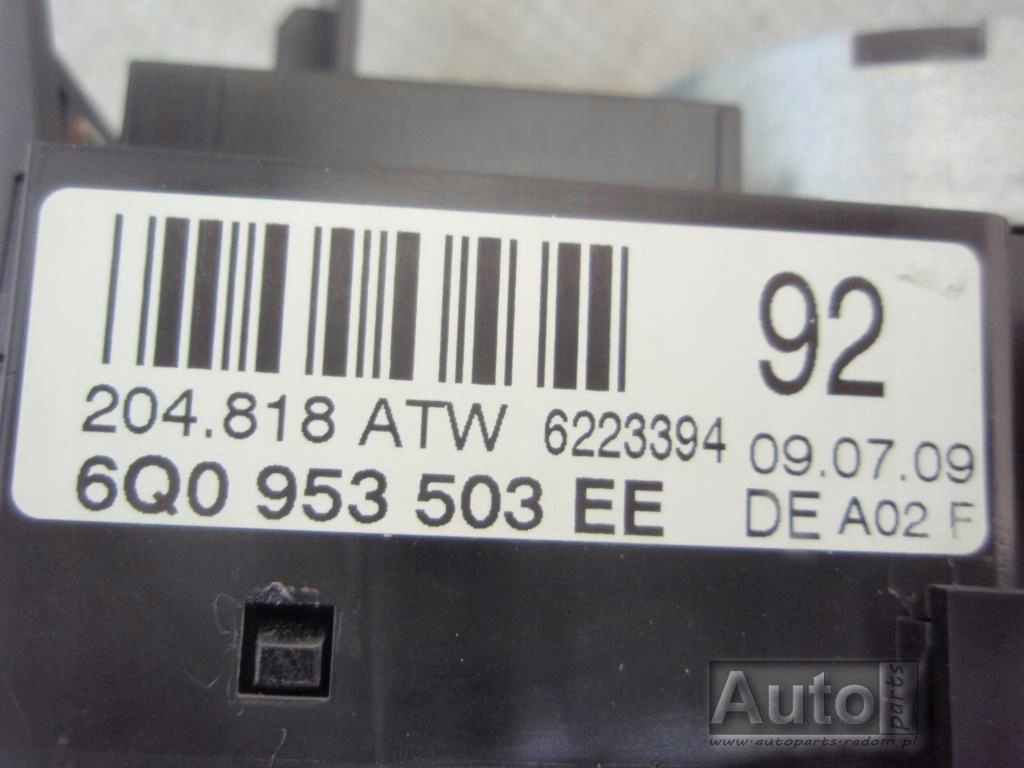 92
204.818 ATW 6223394 09.07.09
6Q0 953 503 EE DE A02 F
Auto parts
www.autoparts-radom.pl